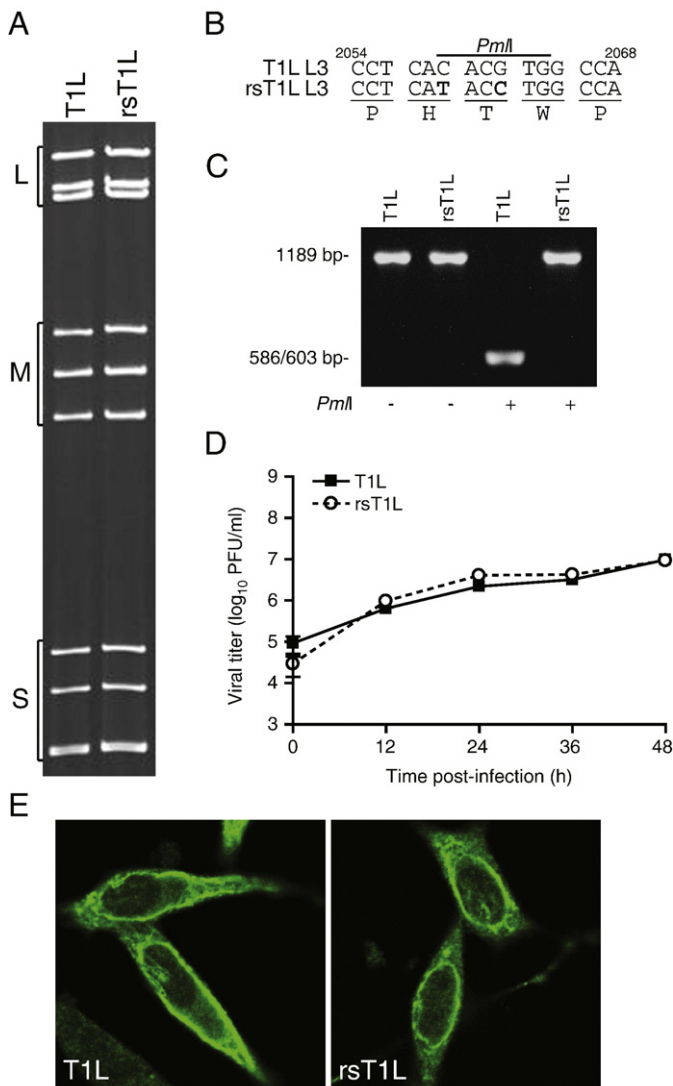 A
T1L
rsT1L
L
M
S
B
PmlI
2054
2068
T1L L3 CCT CAC ACG TGG CCA
rsT1L L3 CCT CAT ACC TGG CCA
P H T W P
C
T1L rsT1L T1L rsT1L
1189 bp-
586/603 bp-
PmlI - - + +
D
T1L
rsT1L
Viral titer (log10 PFU/ml)
9
8
7
6
5
4
3
0 12 24 36 48
Time post-infection (h)
E
T1L
rsT1L